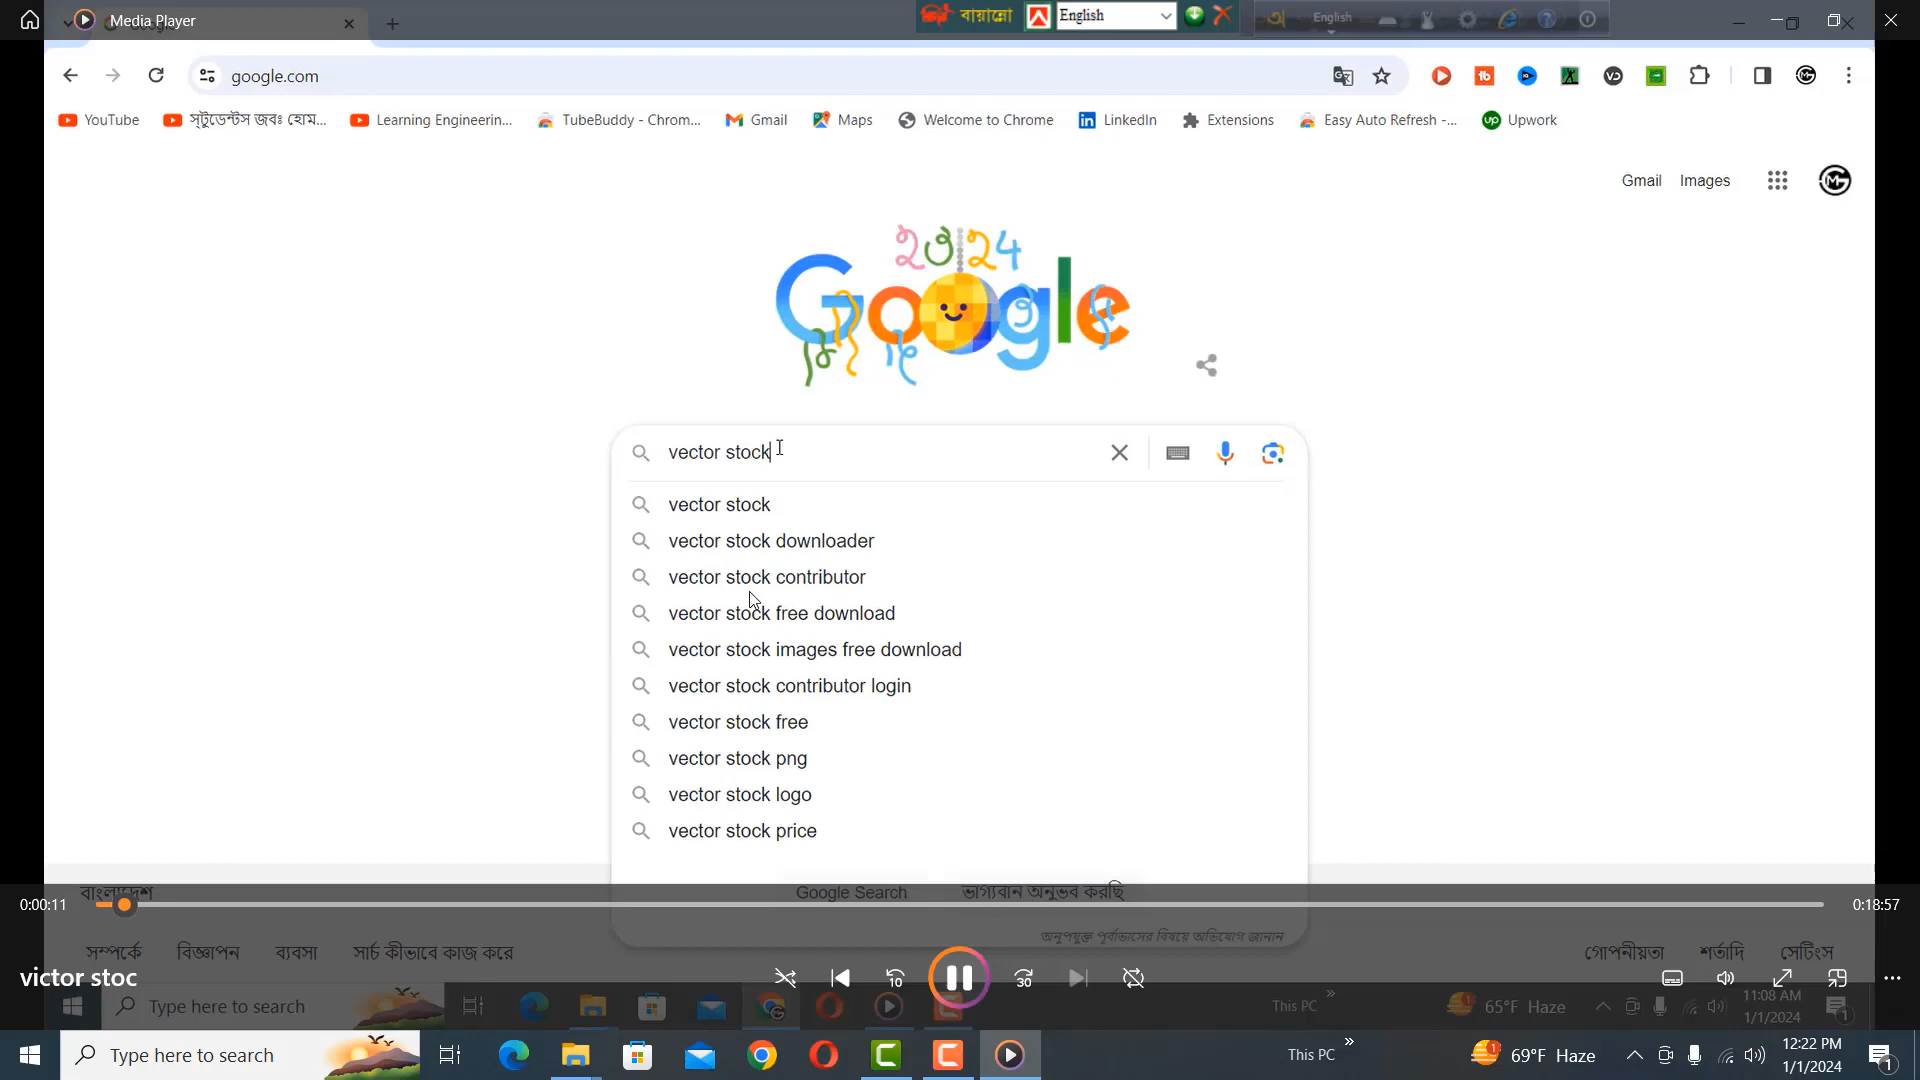 Media Player
বায়ান্নো English English
google.com
YouTube স্টুডেন্টস জবঃ হোম... Learning Engineerin... TubeBuddy - Chrom... Gmail Maps Welcome to Chrome LinkedIn Extensions Easy Auto Refresh -... Upwork
Gmail Images
২৩ ২৪
Google
vector stock
vector stock
vector stock downloader
vector stock contributor
vector stock free download
vector stock images free download
vector stock contributor login
vector stock free
vector stock png
vector stock logo
vector stock price
বাংলাদেশ
Google Search ভাগ্যবান অনুভব করছি
0:00:11 0:18:57
অনুপযুক্ত পূর্বাভাসের বিষয়ে অভিযোগ জানান
সম্পর্কে বিজ্ঞাপন ব্যবসা সার্চ কীভাবে কাজ করে গোপনীয়তা শর্তাদি সেটিংস
victor stoc
10 30
Type here to search This PC 65°F Haze 11:08 AM
1/1/2024
Type here to search This PC 69°F Haze 12:22 PM
1/1/2024
1